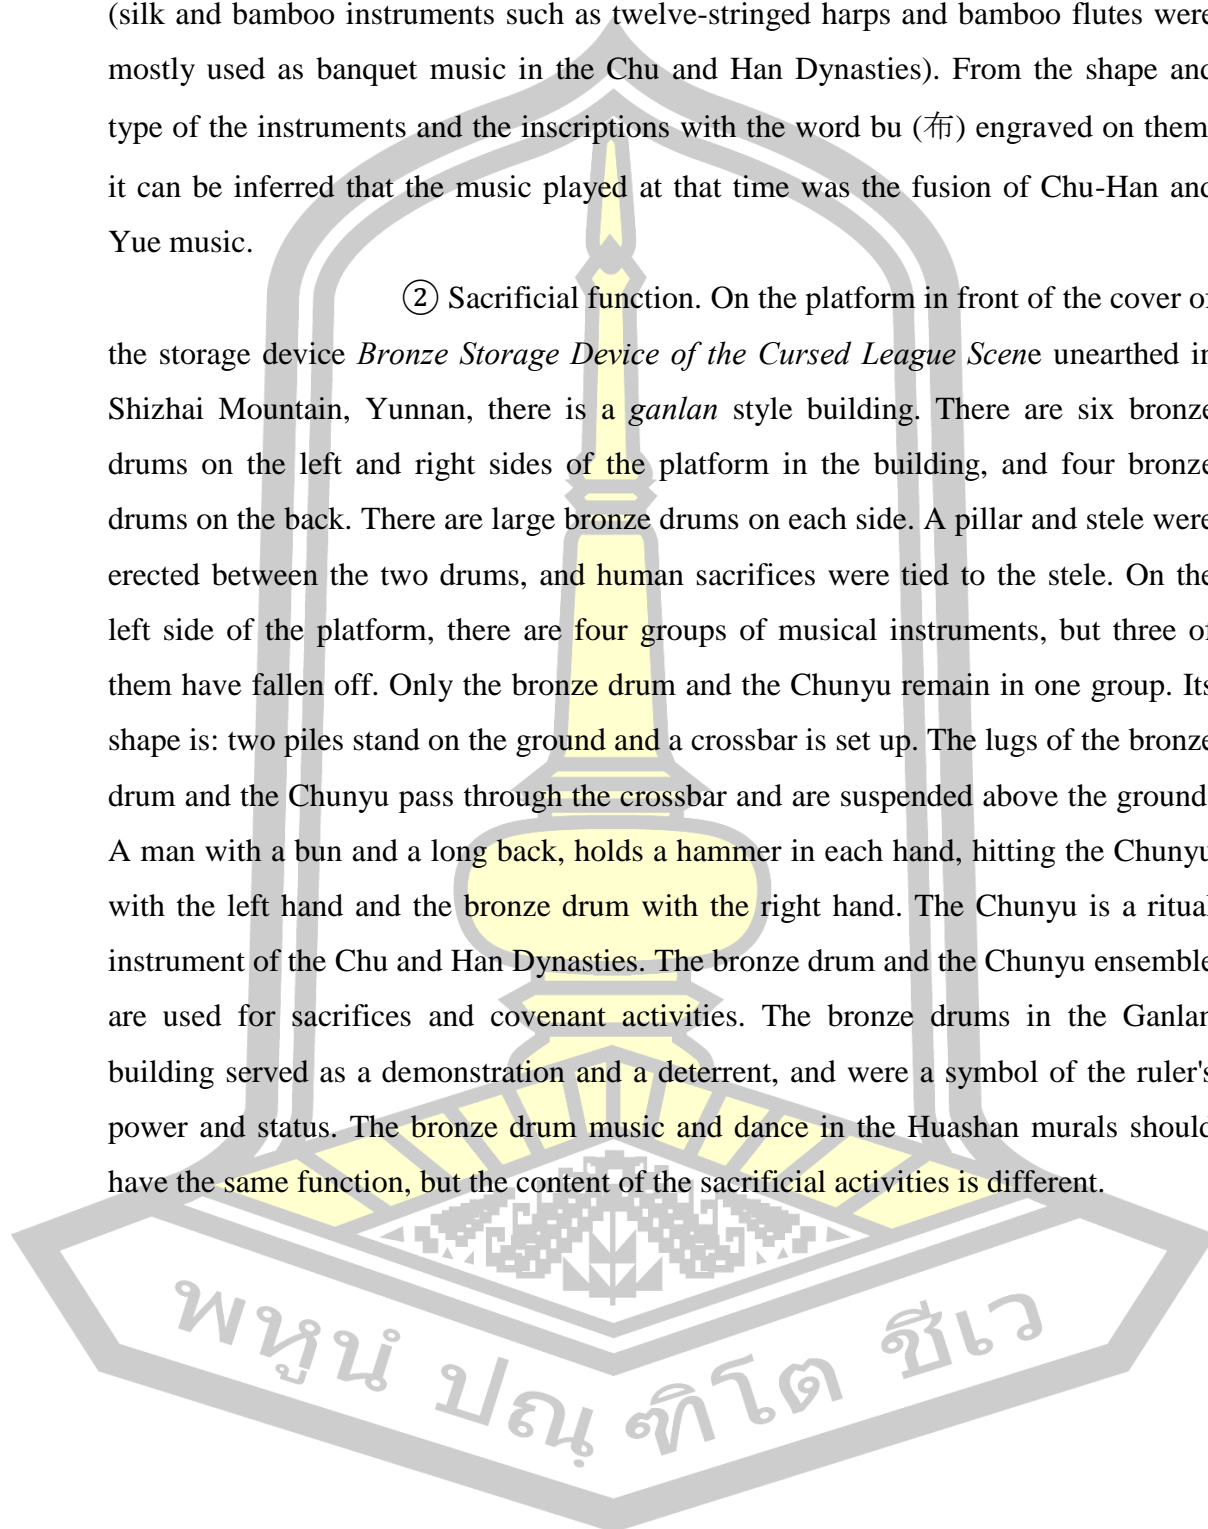 (silk and bamboo instruments such as twelve-stringed harps and bamboo flutes were
mostly used as banquet music in the Chu and Han Dynasties). From the shape and
type of the instruments and the inscriptions with the word bu (布) engraved on them
it can be inferred that the music played at that time was the fusion of Chu-Han and
Yue music.
② Sacrificial function. On the platform in front of the cover of
the storage device Bronze Storage Device of the Cursed League Scene unearthed in
Shizhai Mountain, Yunnan, there is a ganlan style building. There are six bronze
drums on the left and right sides of the platform in the building, and four bronze
drums on the back. There are large bronze drums on each side. A pillar and stele were
erected between the two drums, and human sacrifices were tied to the stele. On the
left side of the platform, there are four groups of musical instruments, but three of
them have fallen off. Only the bronze drum and the Chunyu remain in one group. Its
shape is: two piles stand on the ground and a crossbar is set up. The lugs of the bronze
drum and the Chunyu pass through the crossbar and are suspended above the ground.
A man with a bun and a long back, holds a hammer in each hand, hitting the Chunyu
with the left hand and the bronze drum with the right hand. The Chunyu is a ritual
instrument of the Chu and Han Dynasties. The bronze drum and the Chunyu ensemble
are used for sacrifices and covenant activities. The bronze drums in the Ganlan
building served as a demonstration and a deterrent, and were a symbol of the ruler's
power and status. The bronze drum music and dance in the Huashan murals should
have the same function, but the content of the sacrificial activities is different.
พหูนํ ปณฺฑิโต ชีเว